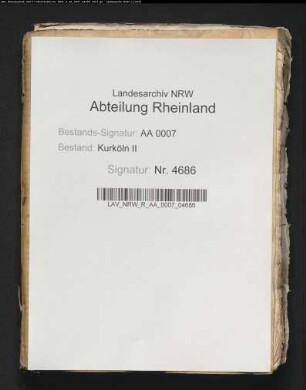 Landesarchiv NRW
Abteilung Rheinland
Bestands-Signatur: AA 0007
Bestand: Kurköln II
Signatur: Nr. 4686
LAV_NRW_R_AA_0007_04686